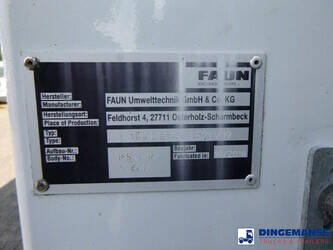 FAUN
Hersteller:
Manufacturer: FAUN Umwelttechnik GmbH & Co. KG
Herstellungsort:
Place of Production: Feldhorst 4, 27711 Osterholz-Scharmbeck
Typ:
Type:
Aufbau-Nr.: Baujahr:
Body-No.: Fabricated in:
DINGEMANSE